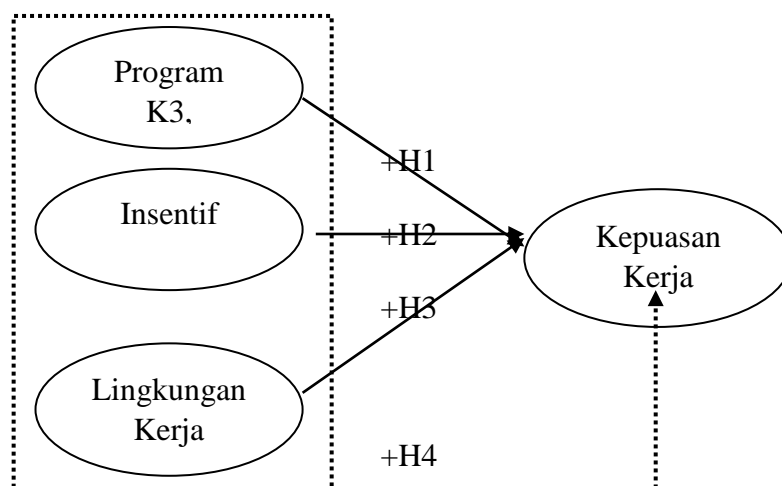 Program
K3,
+H1
Insentif
+H2
Kepuasan
Kerja
+H3
Lingkungan
Kerja
+H4